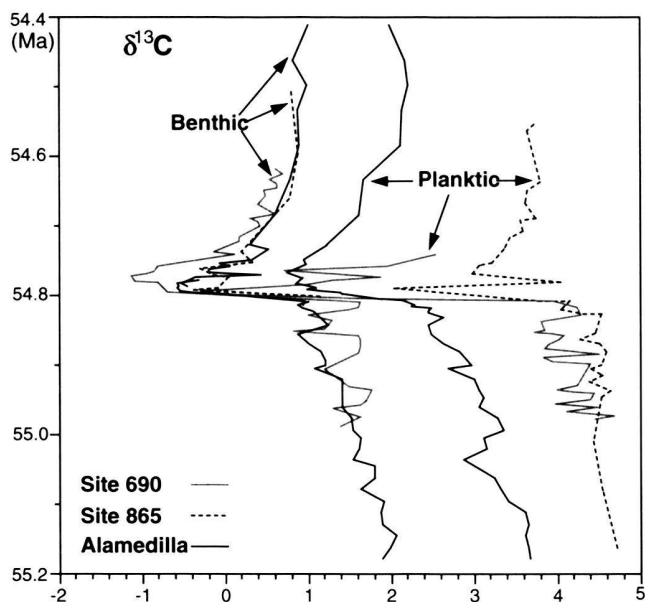 54.4
(Ma)
δ13C
Benthic
54.6
Planktic
54.8
55.0
Site 690
Site 865
Alamedilla
55.2
-2 -1 0 1 2 3 4 5